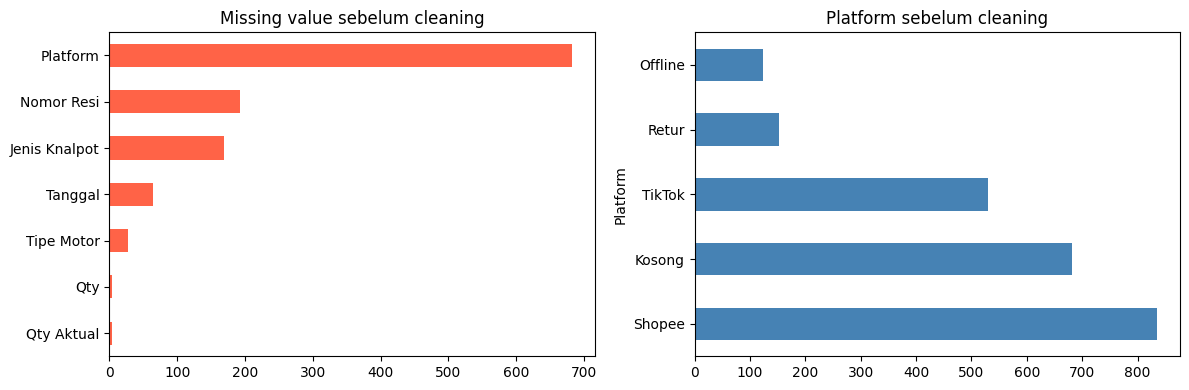 Missing value sebelum cleaning
Platform
Nomor Resi
Jenis Knalpot
Tanggal
Tipe Motor
Qty
Qty Aktual
0 100 200 300 400 500 600 700
Platform sebelum cleaning
Platform
Offline
Retur
TikTok
Kosong
Shopee
0 100 200 300 400 500 600 700 800